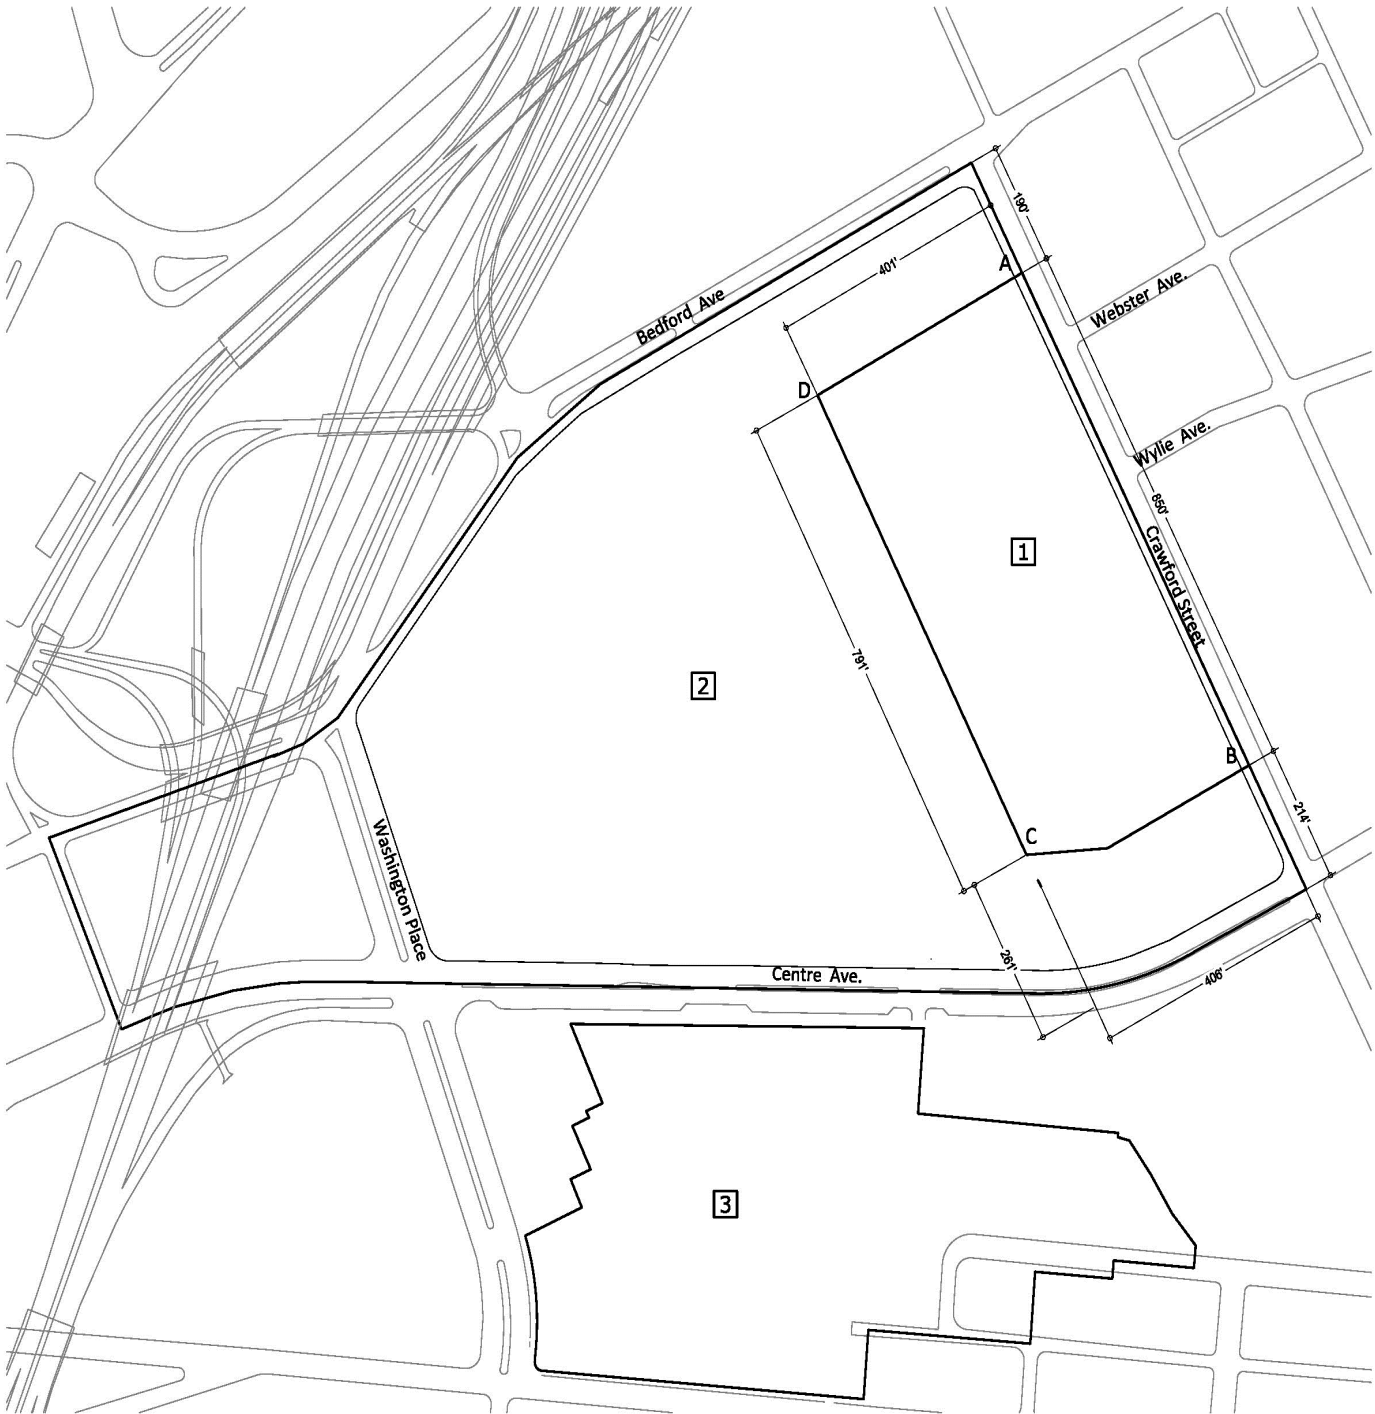 190'
A
401'
Webster Ave.
Bedford Ave
D
Wylie Ave.
850'
1
Crawford Street
791'
2
B
214'
C
Washington Place
261'
Centre Ave.
406'
3